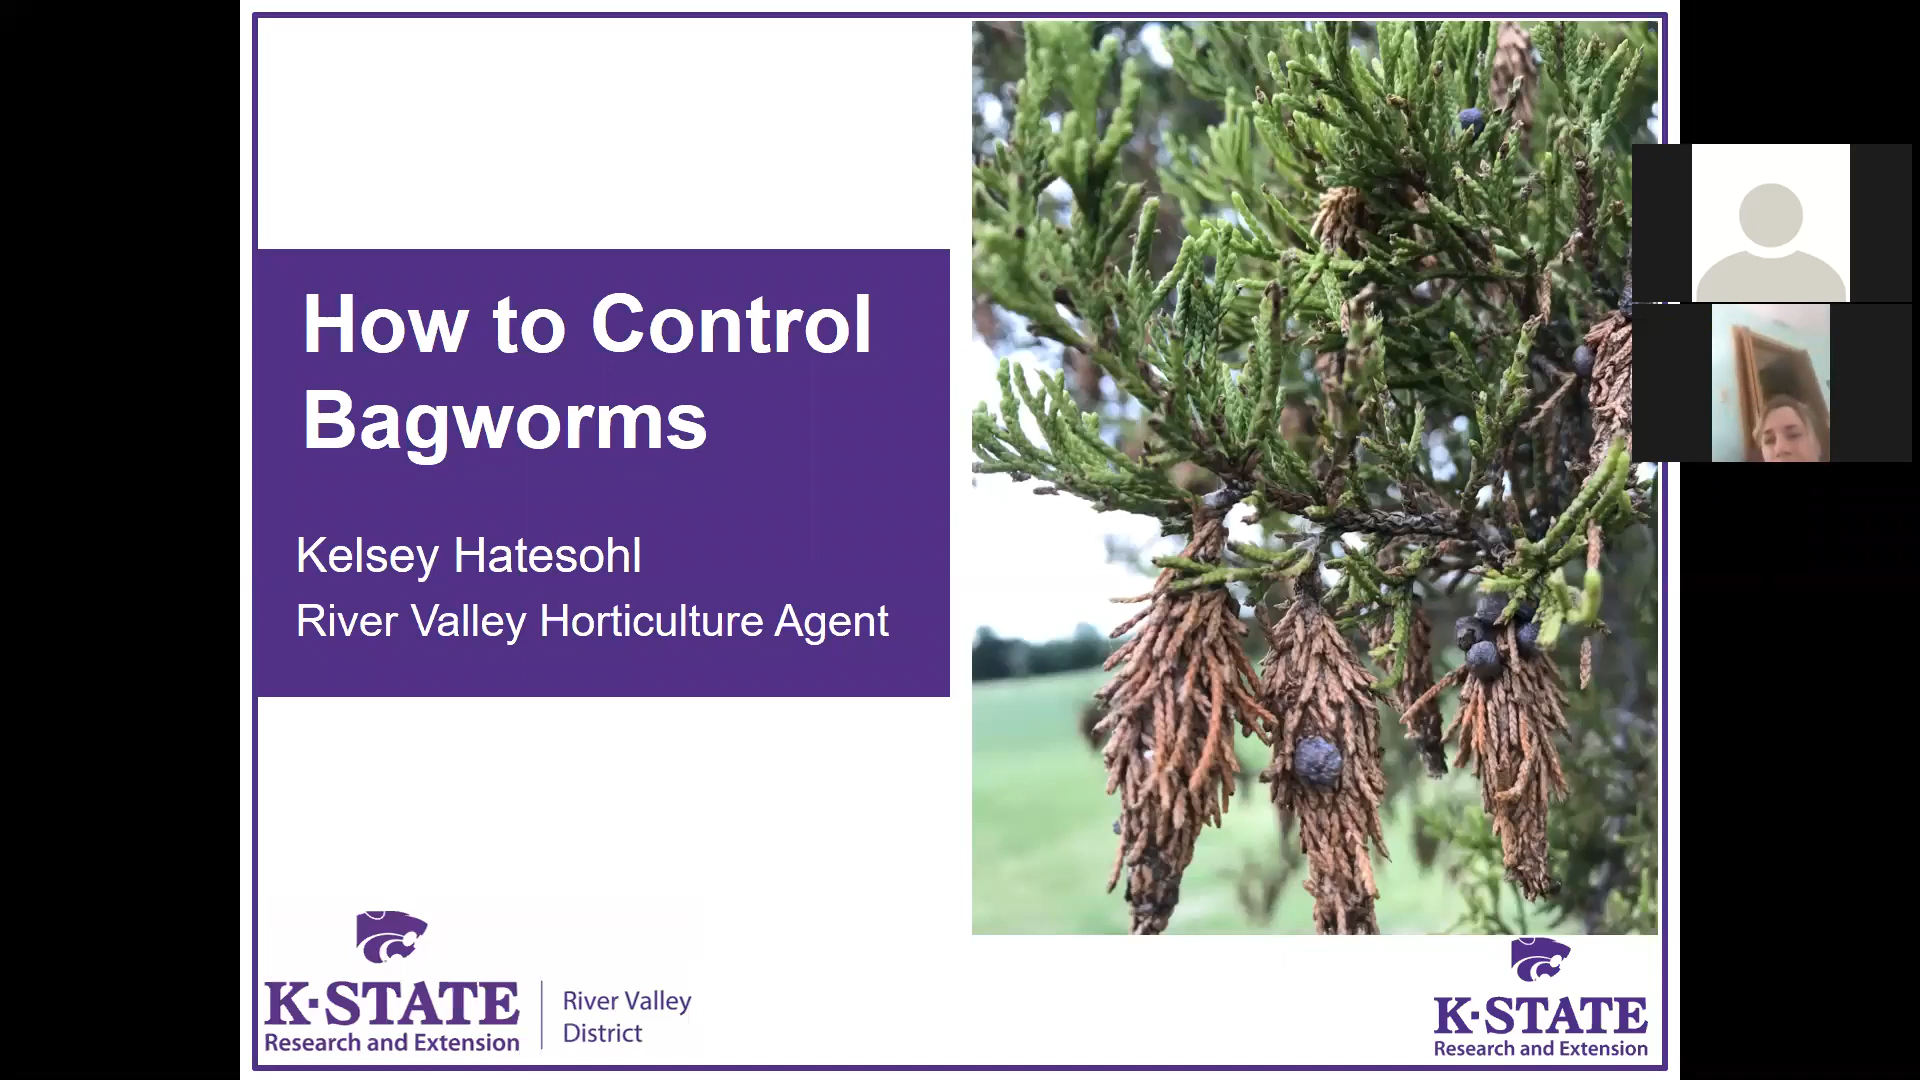 How to Control
Bagworms
Kelsey Hatesohl
River Valley Horticulture Agent
K·STATE
Research and Extension
River Valley
District
K·STATE
Research and Extension